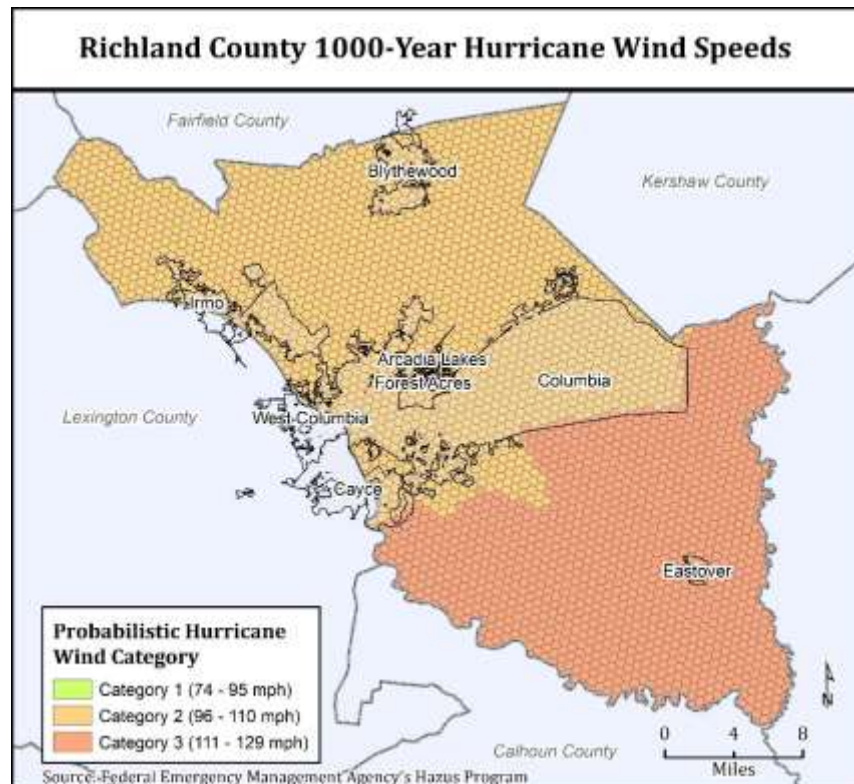 Richland County 1000-Year Hurricane Wind Speeds
Fairfield County
Blythewood
Kershaw County
Irmo
Arcadia Lakes
Forest Acres
Columbia
West Columbia
Lexington County
Cayce
Eastover
Probabilistic Hurricane
Wind Category
Category 1 (74 - 95 mph)
Category 2 (96 - 110 mph)
Category 3 (111 - 129 mph)
N
0 4 8
Miles
Calhoun County
Source: Federal Emergency Management Agency's Hazus Program